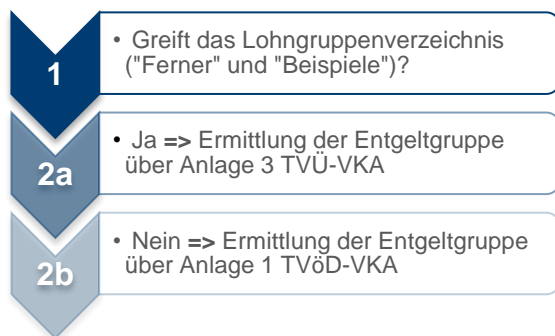 1
• Greift das Lohngruppenverzeichnis
("Ferner" und "Beispiele")?
2a
• Ja => Ermittlung der Entgeltgruppe
über Anlage 3 TVÜ-VKA
2b
• Nein => Ermittlung der Entgeltgruppe
über Anlage 1 TVöD-VKA